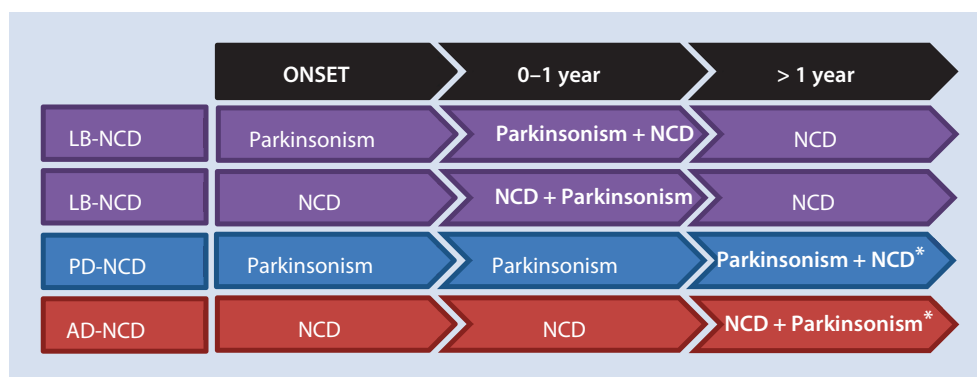 ONSET 0–1 year > 1 year
LB-NCD Parkinsonism Parkinsonism + NCD NCD
LB-NCD NCD NCD + Parkinsonism NCD
PD-NCD Parkinsonism Parkinsonism Parkinsonism + NCD*
AD-NCD NCD NCD NCD + Parkinsonism*